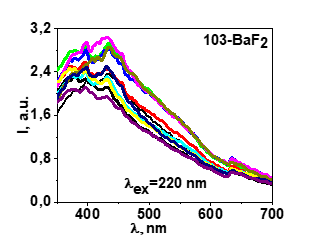 3,2
103-BaF2
2,4
1,6
0,8
0,0
I, a.u.
λex=220 nm
400 500 600 700
λ, nm